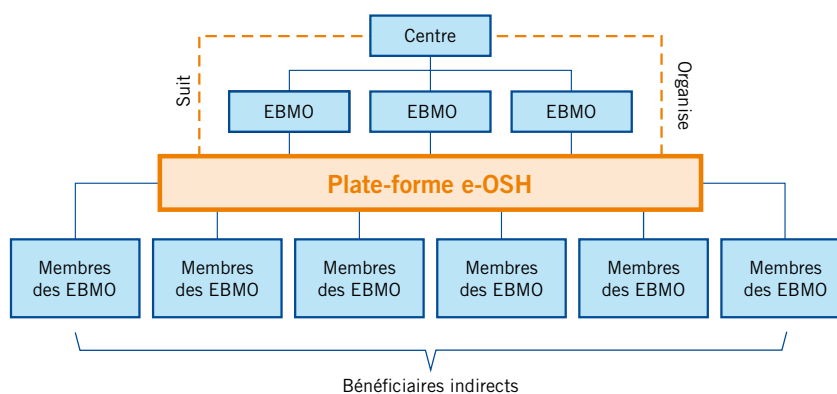 Centre
Suit
Organise
EBMO
EBMO
EBMO
Plate-forme e-OSH
Membres
des EBMO
Membres
des EBMO
Membres
des EBMO
Membres
des EBMO
Membres
des EBMO
Membres
des EBMO
Bénéficiaires indirects